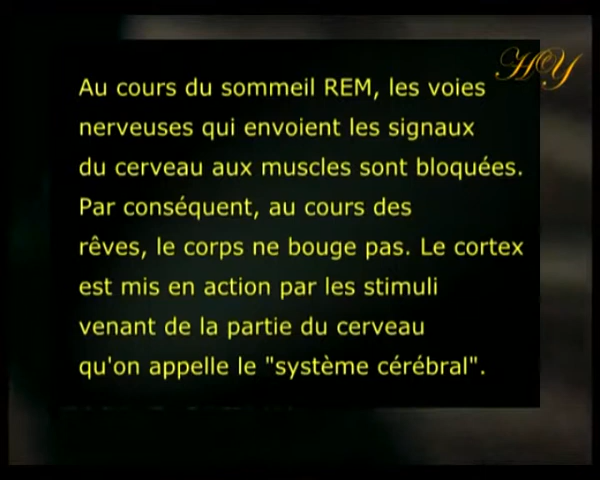 HY
Au cours du sommeil REM, les voies
nerveuses qui envoient les signaux
du cerveau aux muscles sont bloquées.
Par conséquent, au cours des
rêves, le corps ne bouge pas. Le cortex
est mis en action par les stimuli
venant de la partie du cerveau
qu'on appelle le "système cérébral".